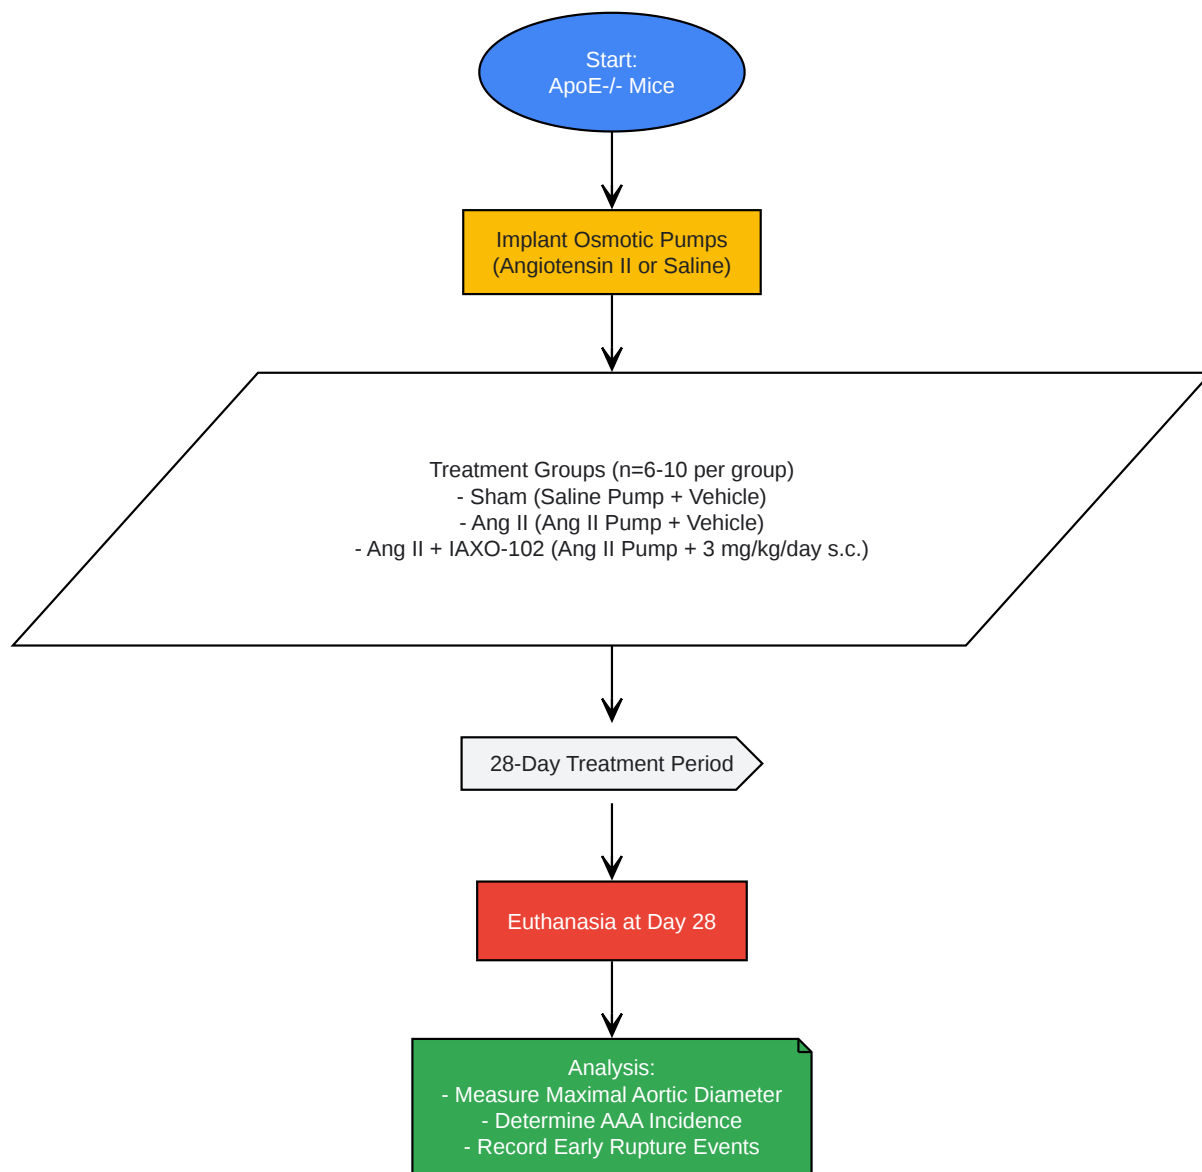 Start:
ApoE-/- Mice
Implant Osmotic Pumps
(Angiotensin II or Saline)
Treatment Groups (n=6-10 per group)
- Sham (Saline Pump + Vehicle)
- Ang II (Ang II Pump + Vehicle)
- Ang II + IAXO-102 (Ang II Pump + 3 mg/kg/day s.c.)
28-Day Treatment Period
Euthanasia at Day 28
Analysis:
- Measure Maximal Aortic Diameter
- Determine AAA Incidence
- Record Early Rupture Events